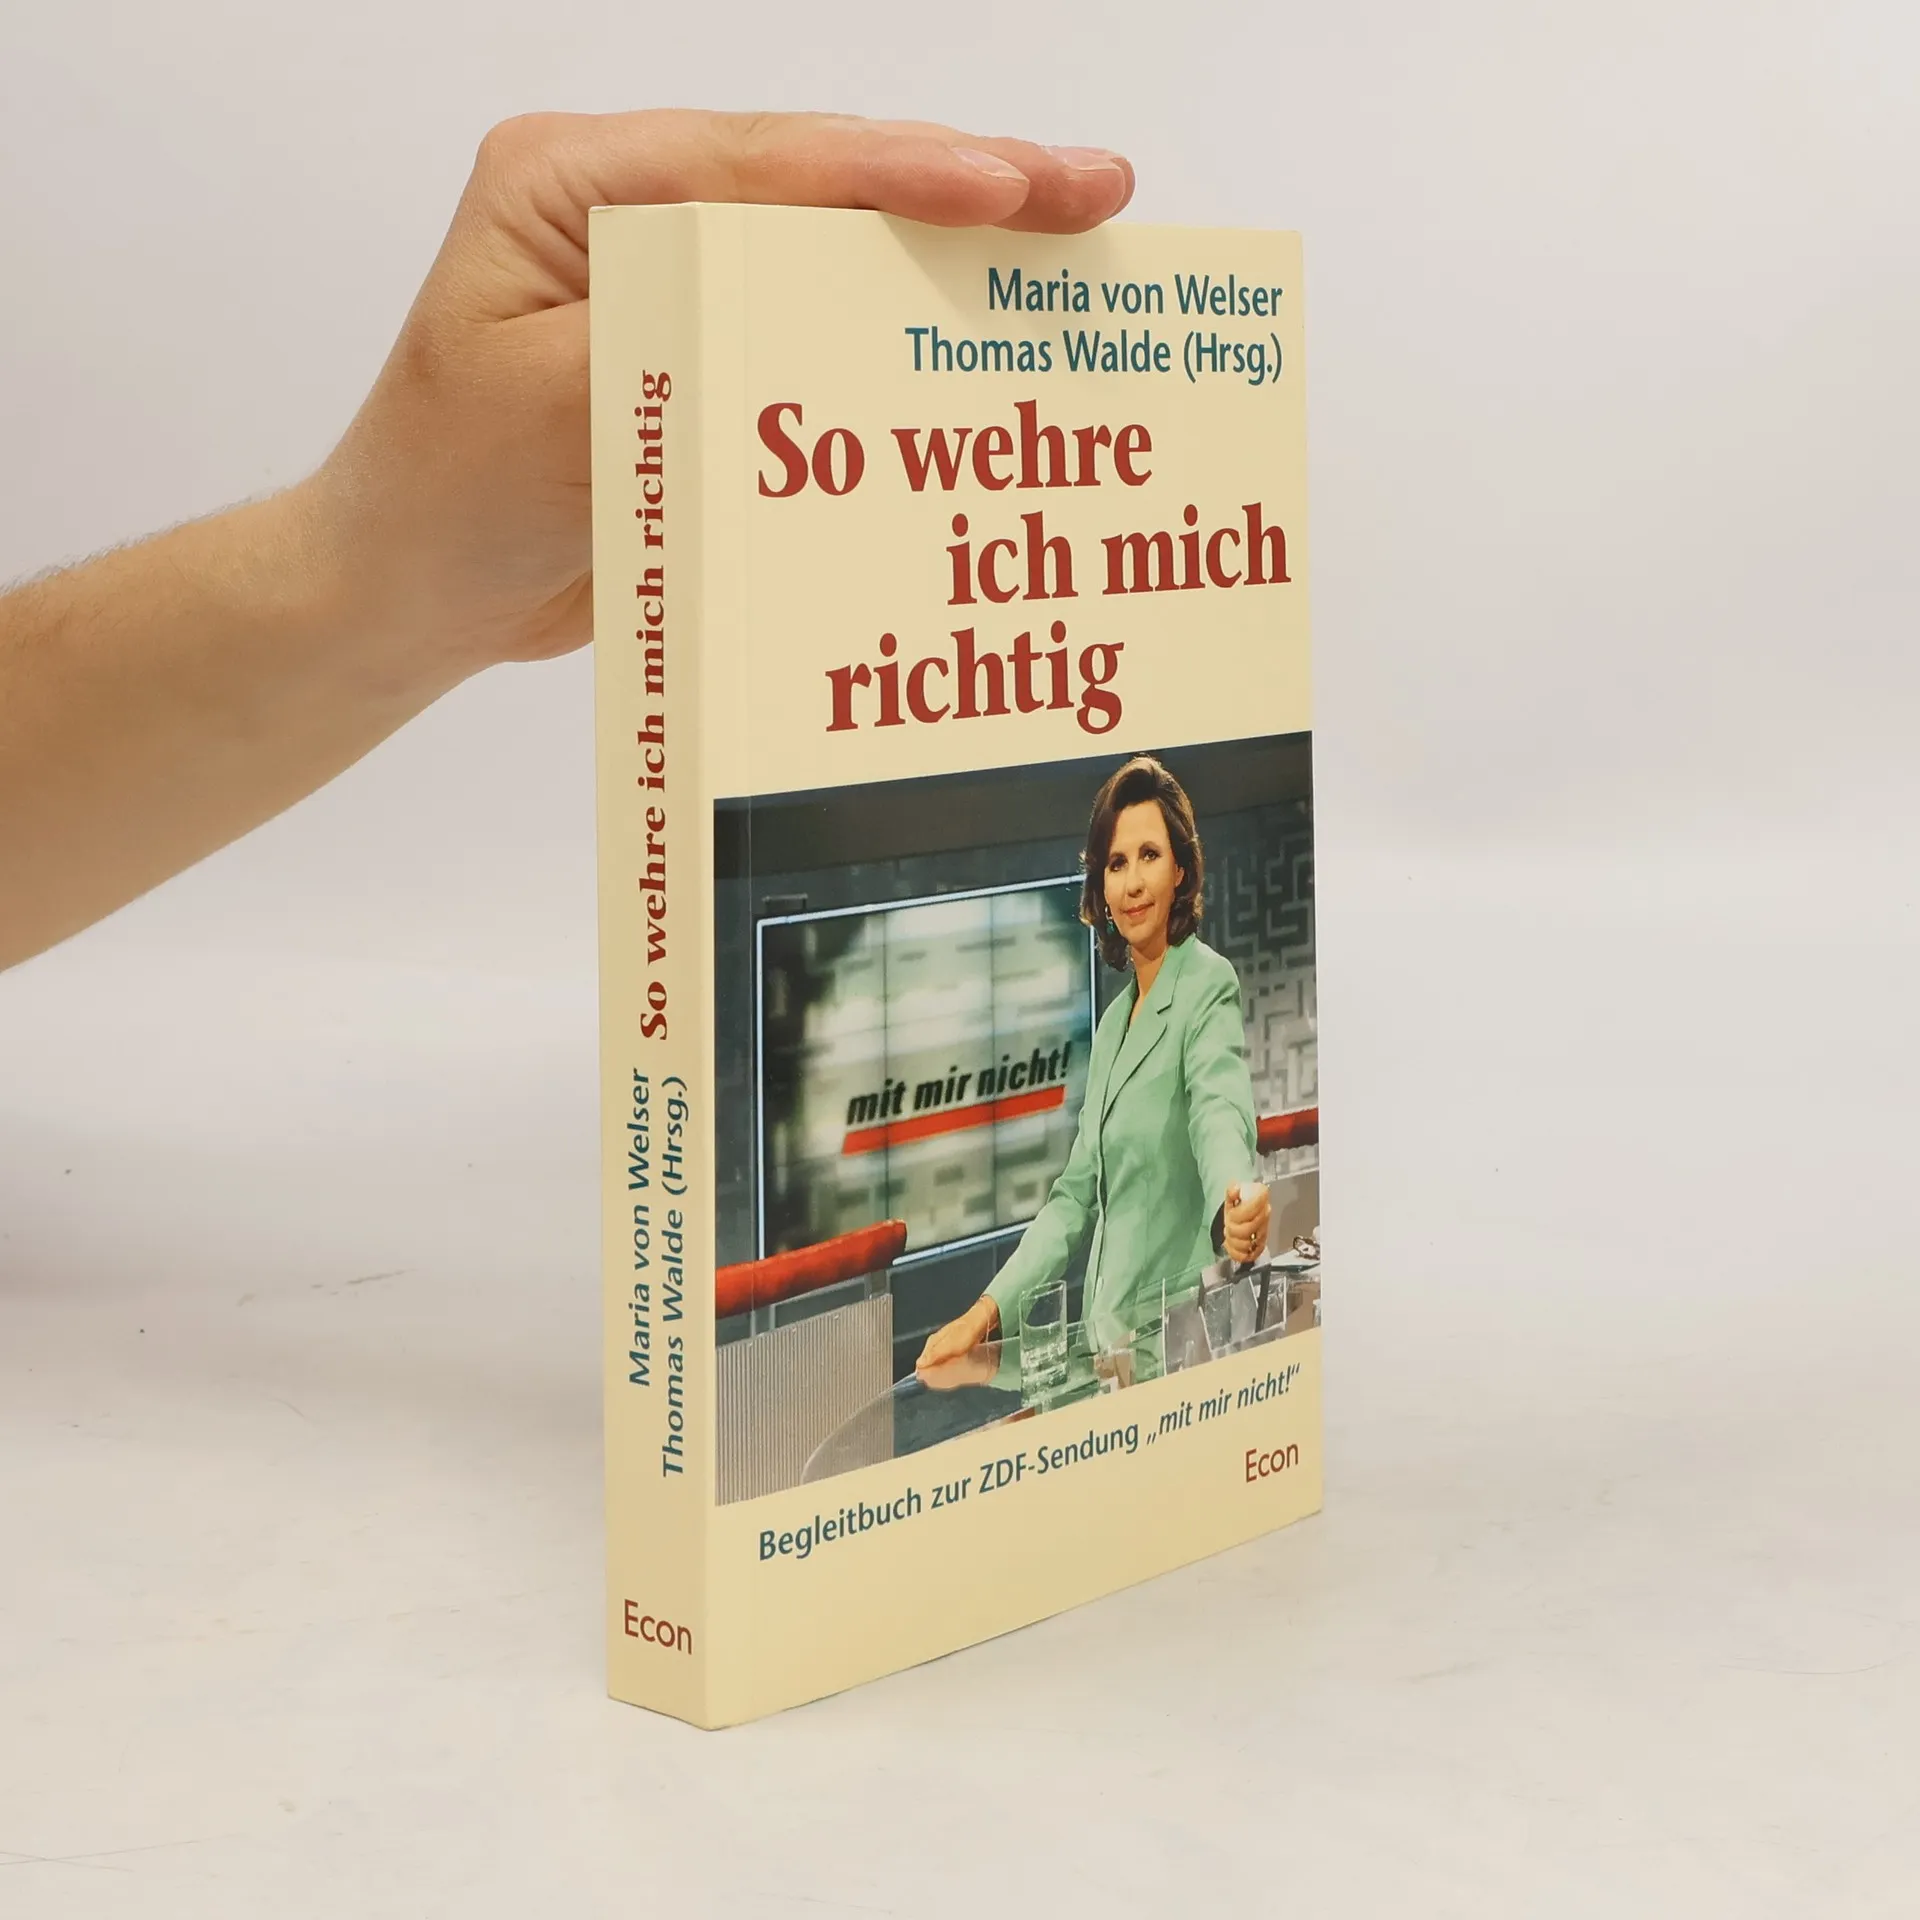 Maria von Welser
Thomas Walde (Hrsg.)
So wehre
ich mich
richtig
mit mir nicht!
Begleitbuch zur ZDF-Sendung „mit mir nicht!“
Econ
Maria von Welser
Thomas Walde (Hrsg.)
So wehre ich mich richtig
Econ